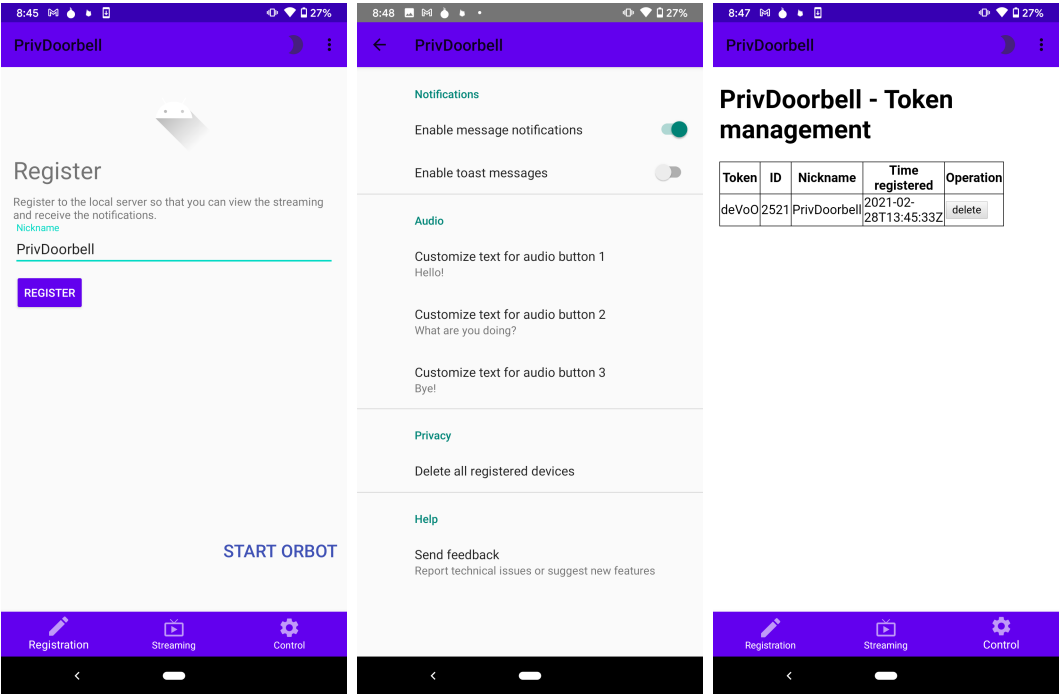 8:45
27%
PrivDoorbell
Register
Register to the local server so that you can view the streaming
and receive the notifications.
Nickname
PrivDoorbell
REGISTER
START ORBOT
Registration
Streaming
Control
8:48
27%
PrivDoorbell
Notifications
Enable message notifications
Enable toast messages
Audio
Customize text for audio button 1
Hello!
Customize text for audio button 2
What are you doing?
Customize text for audio button 3
Bye!
Privacy
Delete all registered devices
Help
Send feedback
Report technical issues or suggest new features
8:47
27%
PrivDoorbell
PrivDoorbell - Token
management
Token ID Nickname Time
registered Operation
deVoO 2521 PrivDoorbell 2021-02-
28T13:45:33Z delete
Registration
Streaming
Control